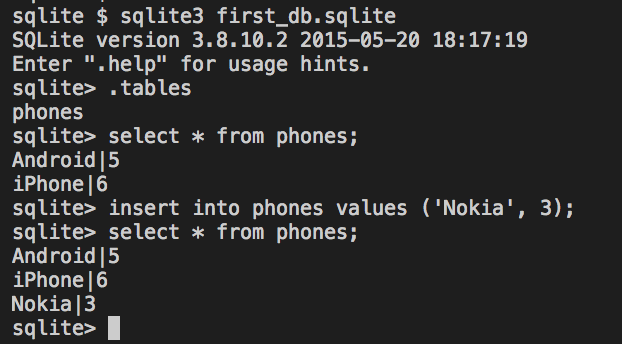 sqlite $ sqlite3 first_db.sqlite
SQLite version 3.8.10.2 2015-05-20 18:17:19
Enter ".help" for usage hints.
sqlite> .tables
phones
sqlite> select * from phones;
Android|5
iPhone|6
sqlite> insert into phones values ('Nokia', 3);
sqlite> select * from phones;
Android|5
iPhone|6
Nokia|3
sqlite>